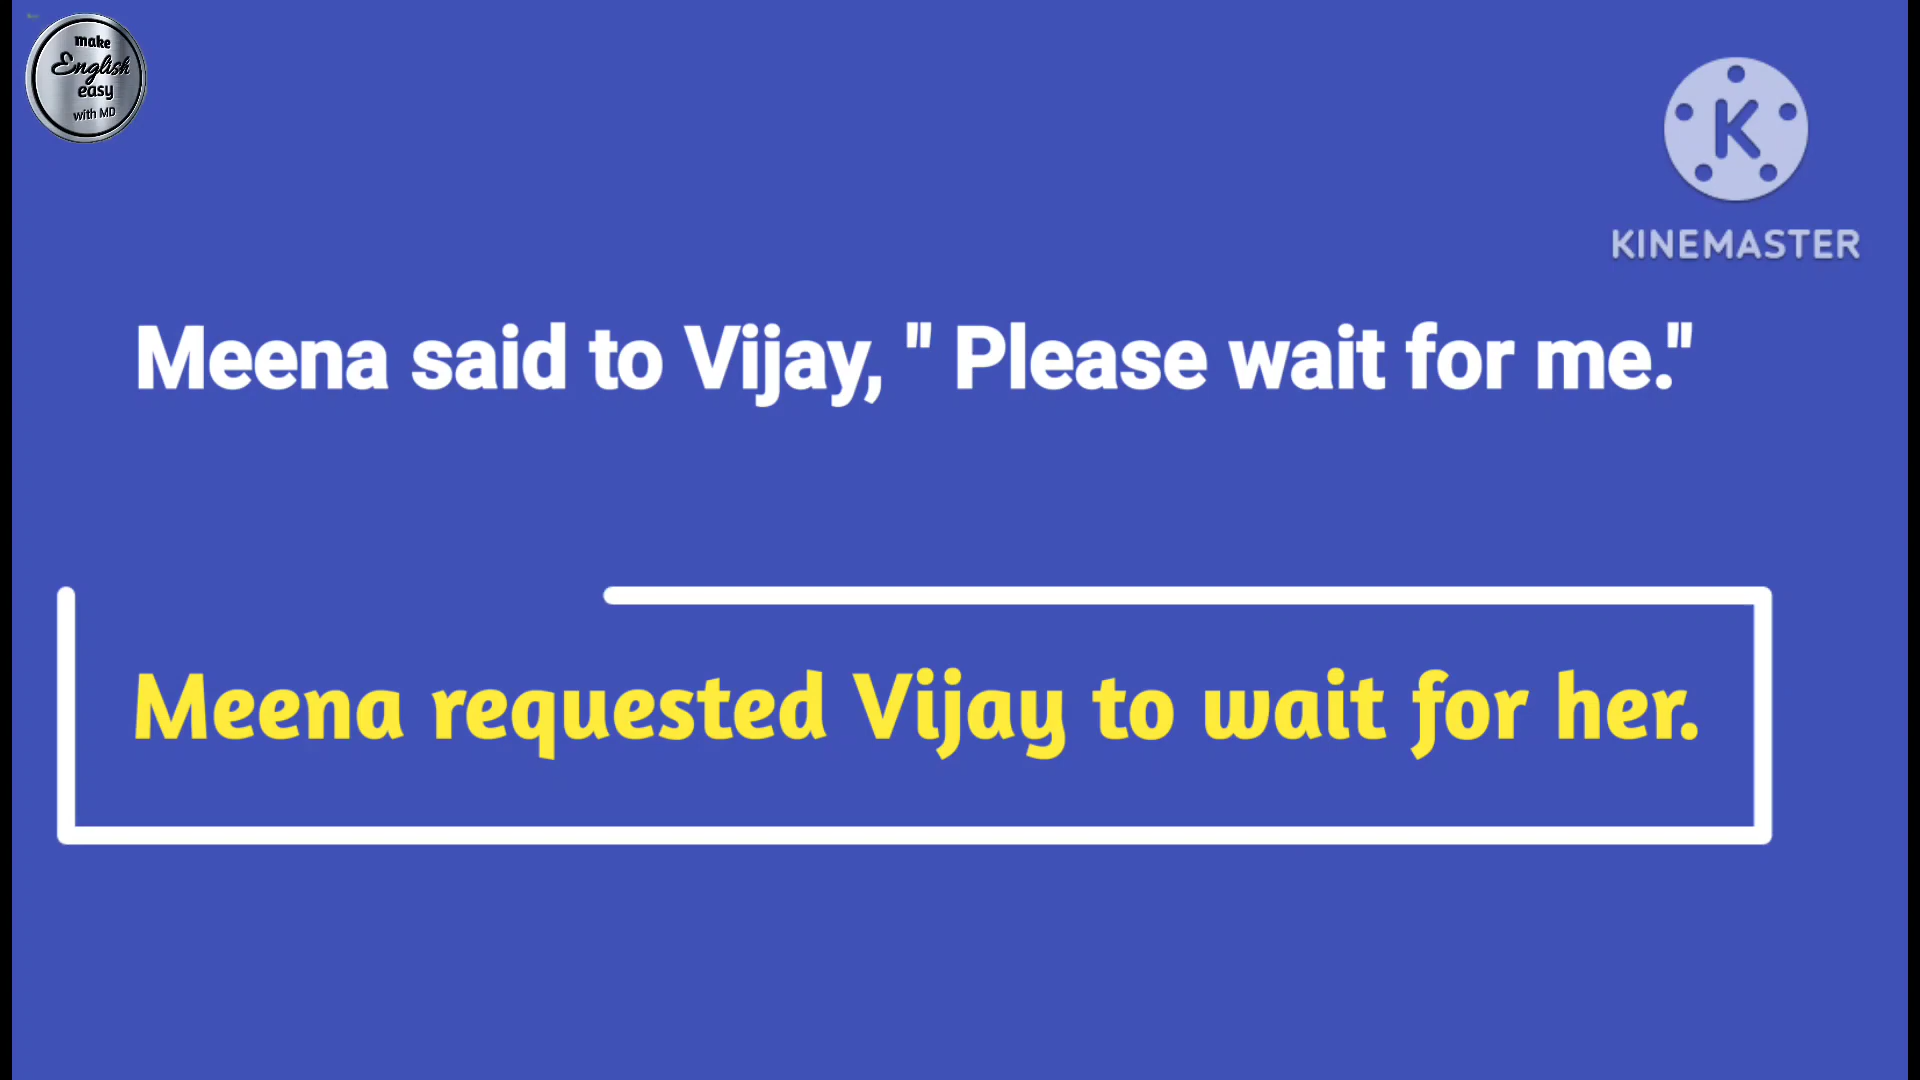 make
English
easy
with MD
K
KINEMASTER
Meena said to Vijay, " Please wait for me."
Meena requested Vijay to wait for her.